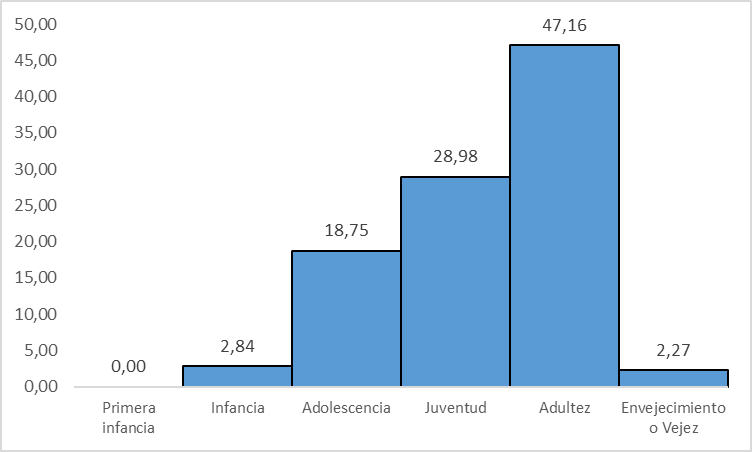 50,00
45,00
40,00
35,00
30,00
25,00
20,00
15,00
10,00
5,00
0,00
0,00
2,84
18,75
28,98
47,16
2,27
Primera
infancia
Infancia
Adolescencia
Juventud
Adultez
Envejecimiento
o Vejez